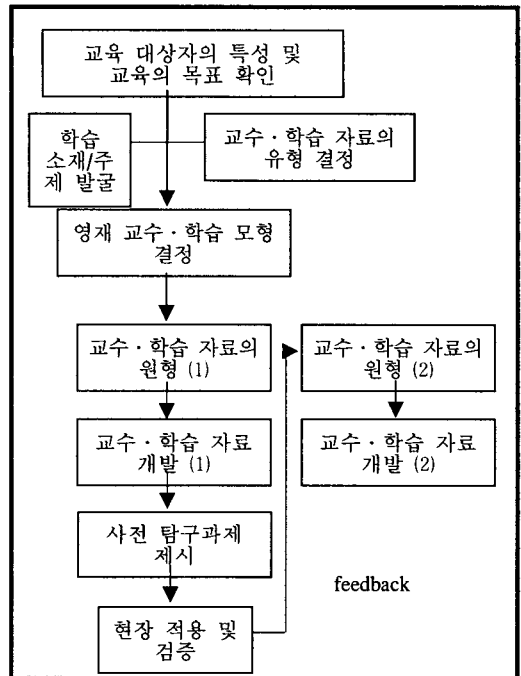 교육 대상자의 특성 및
교육의 목표 확인
학습
소재/주
제 발굴
교수·학습 자료의
유형 결정
영재 교수·학습 모형
결정
교수·학습 자료의
원형 (1)
교수·학습 자료
개발 (1)
사전 탐구과제
제시
현장 적용 및
검증
교수·학습 자료의
원형 (2)
교수·학습 자료
개발 (2)
feedback